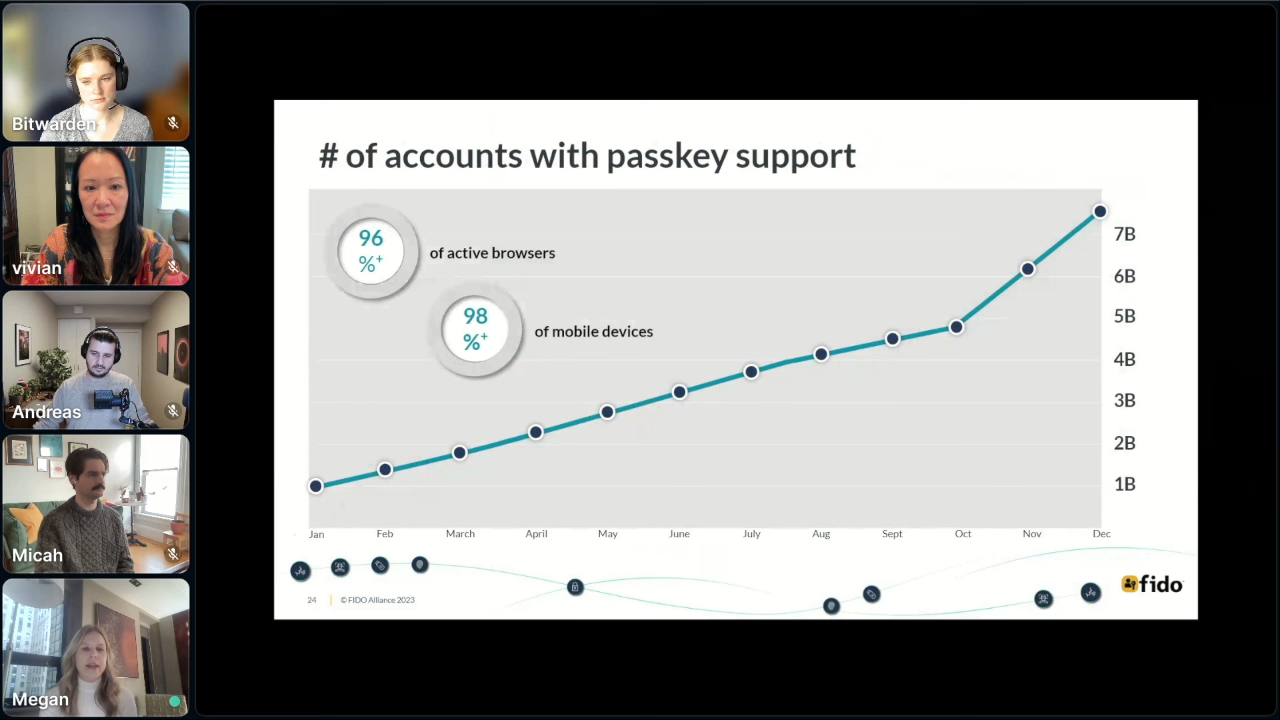 Bitwarden
vivian
Andreas
Micah
Megan
# of accounts with passkey support
96
%+
of active browsers
98
%+
of mobile devices
7B
6B
5B
4B
3B
2B
1B
Jan Feb March April May June July Aug Sept Oct Nov Dec
24 © FIDO Alliance 2023
fido